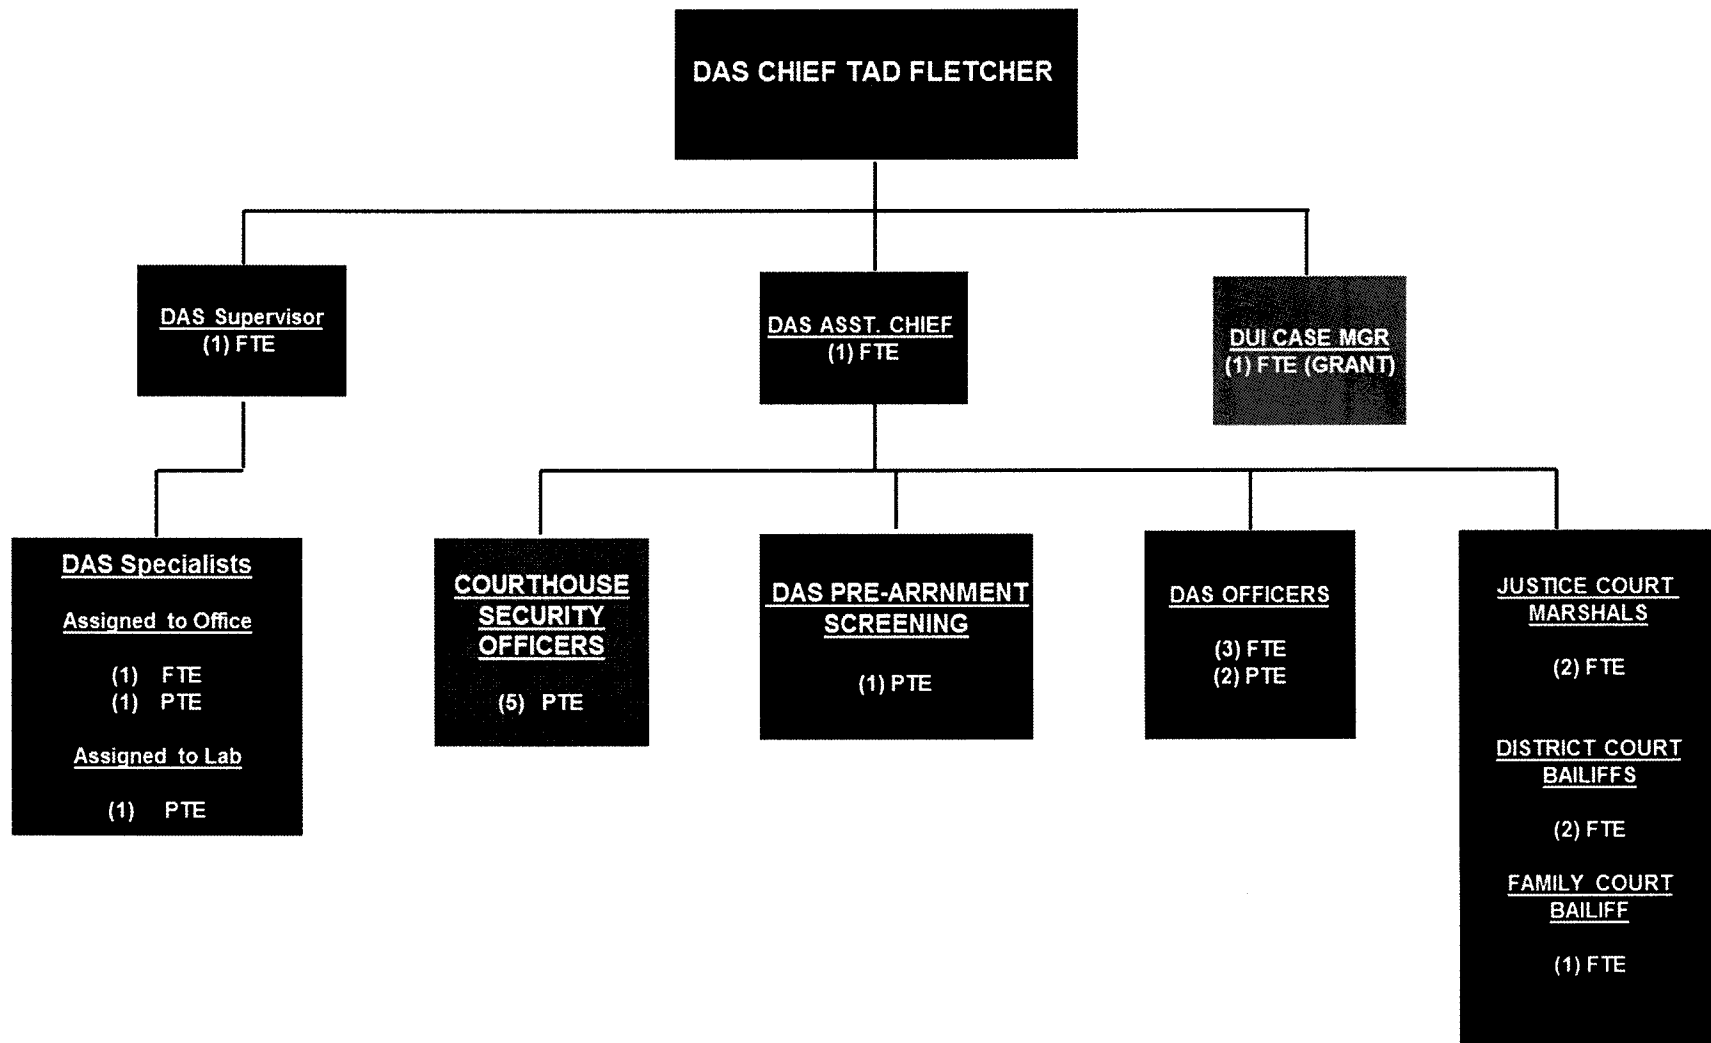 DAS CHIEF TAD FLETCHER
DAS Supervisor
(1) FTE
DAS ASST. CHIEF
(1) FTE
DUI CASE MGR
(1) FTE (GRANT)
DAS Specialists
Assigned to Office
(1) FTE
(1) PTE
Assigned to Lab
(1) PTE
COURTHOUSE
SECURITY
OFFICERS
(5) PTE
DAS PRE-ARRNMENT
SCREENING
(1) PTE
DAS OFFICERS
(3) FTE
(2) PTE
JUSTICE COURT
MARSHALS
(2) FTE
DISTRICT COURT
BAILIFFS
(2) FTE
FAMILY COURT
BAILIFF
(1) FTE